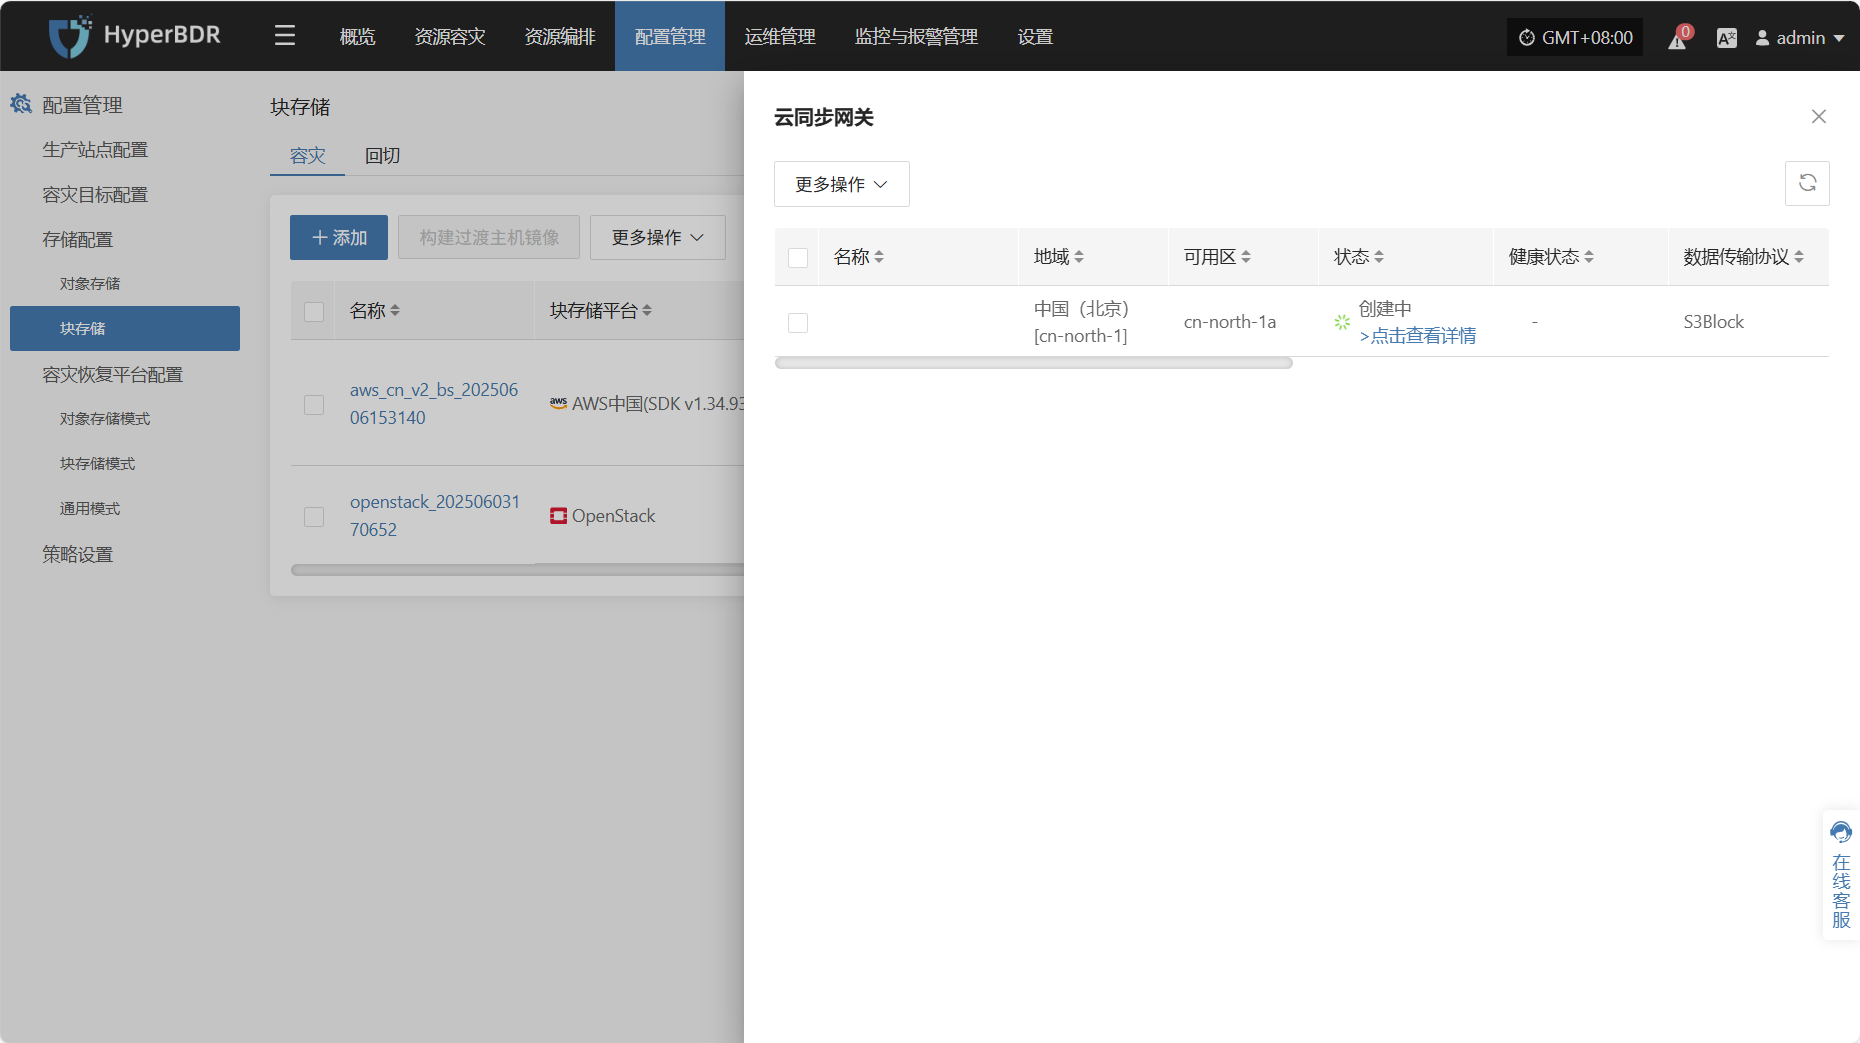 HyperBDR
概览
资源容灾
资源编排
配置管理
运维管理
监控与报警管理
设置
GMT+08:00
0
admin
配置管理
生产站点配置
容灾目标配置
存储配置
对象存储
块存储
容灾恢复平台配置
对象存储模式
块存储模式
通用模式
策略设置
块存储
容灾
回切
添加
构建过渡主机镜像
更多操作
名称
块存储平台
aws_cn_v2_bs_202506
06153140
aws
AWS中国(SDK v1.34.93
openstack_202506031
70652
OpenStack
云同步网关
更多操作
名称
地域
可用区
状态
健康状态
数据传输协议
中国（北京）
[cn-north-1]
cn-north-1a
创建中
>点击查看详情
-
S3Block
在线客服